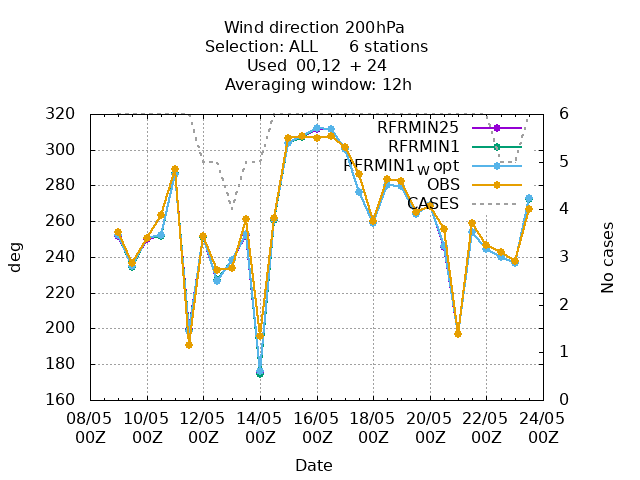 Wind direction 200hPa
Selection: ALL 6 stations
Used 00,12 + 24
Averaging window: 12h
320
300
280
260
240
220
200
180
160
deg
6
5
4
3
2
1
0
No cases
RFRMIN25
RFRMIN1
RFRMIN1w opt
OBS
CASES
08/05 10/05 12/05 14/05 16/05 18/05 20/05 22/05 24/05
00Z 00Z 00Z 00Z 00Z 00Z 00Z 00Z 00Z
Date